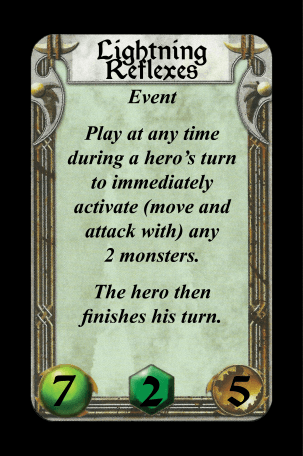 Lightning
Reflexes
Event
Play at any time
during a hero's turn
to immediately
activate (move and
attack with) any
2 monsters.
The hero then
finishes his turn.
7 2 5